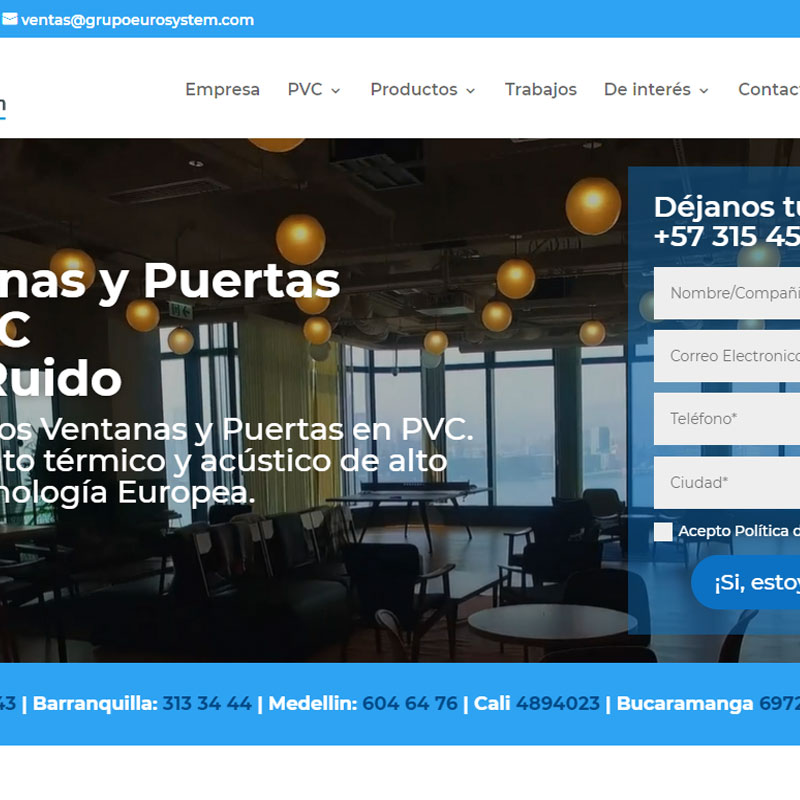 ventas@grupoeurosystem.com
Empresa PVC Productos Trabajos De interés Contac
nas y Puertas
C
Ruido
os Ventanas y Puertas en PVC.
to térmico y acústico de alto
nología Europea.
Déjanos tu
+57 315 45
Nombre/Compañi
Correo Electronico
Teléfono*
Ciudad*
Acepto Política d
¡Si, estoy
43 | Barranquilla: 313 34 44 | Medellin: 604 64 76 | Cali 4894023 | Bucaramanga 6972